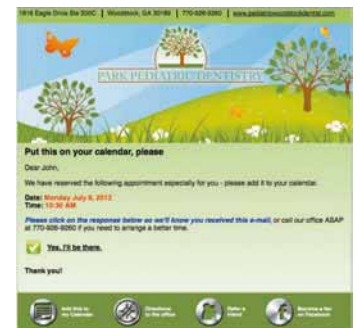 1816 Eagle Drive Ste 200C | Woodstock, GA 30189 | 770-926-9260 | www.pediatricwoodstockdentist.com
PARK PEDIATRIC DENTISTRY
Put this on your calendar, please
Dear John,
We have reserved the following appointment especially for you - please add it to your calendar.
Date: Monday July 9, 2012
Time: 10:30 AM
Please click on the response below so we'll know you received this e-mail, or call our office ASAP
at 770-926-9260 if you need to arrange a better time.
Yes, I'll be there.
Thank you!
Add this to my Calendar
Directions to the office
Refer a friend
Become a fan on Facebook